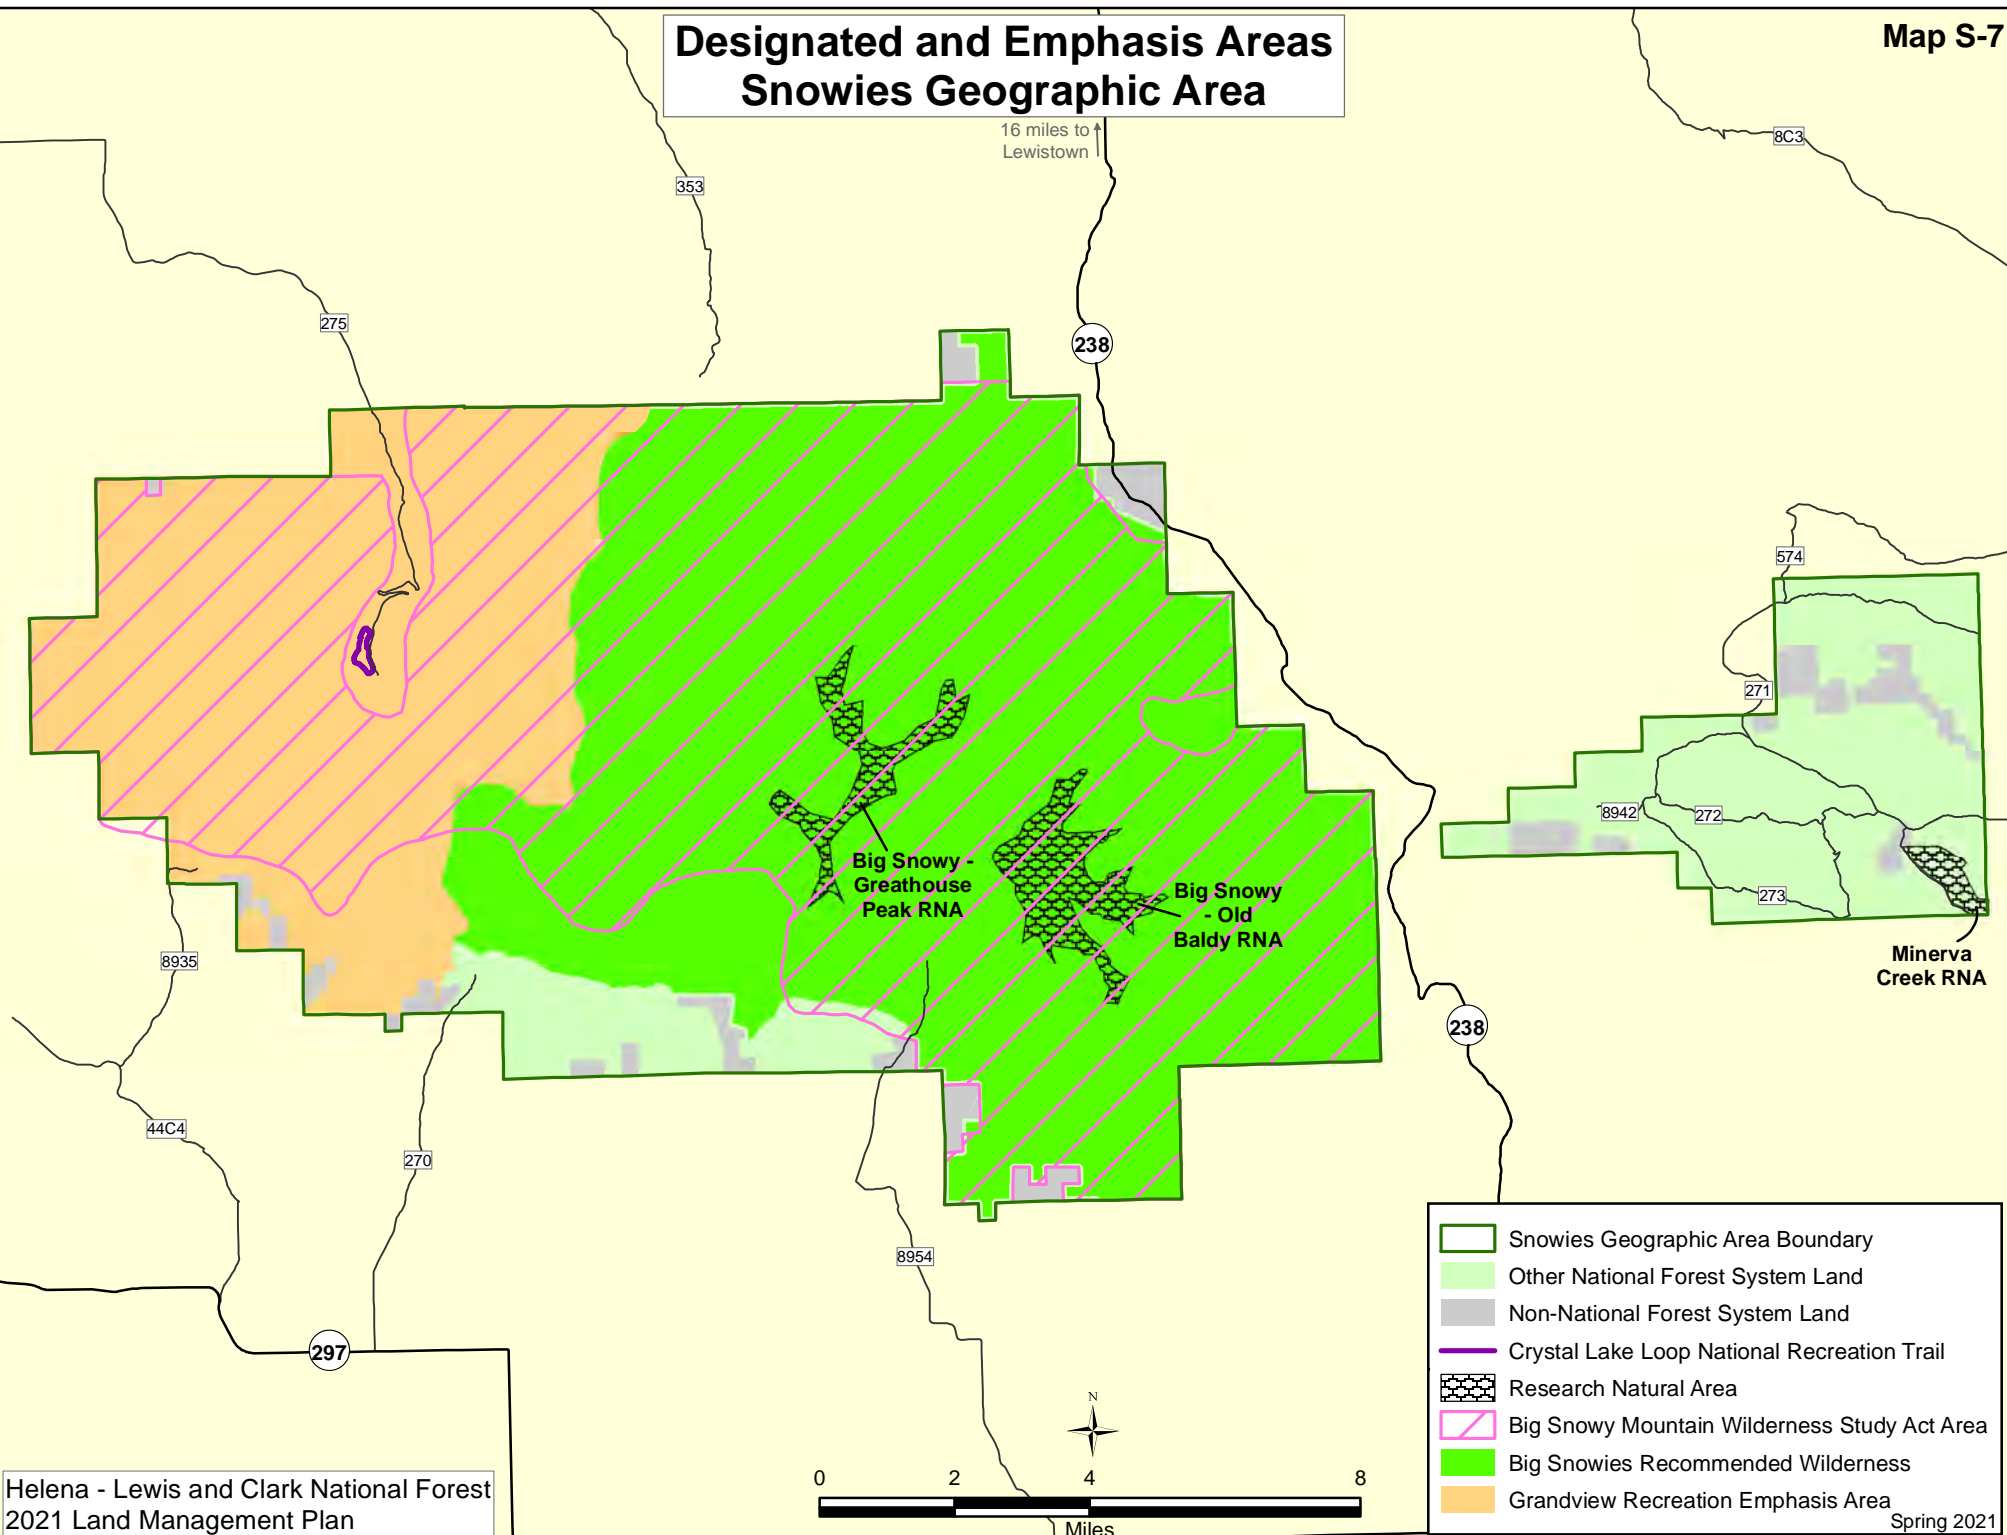 Designated and Emphasis Areas
Snowies Geographic Area
Map S-7
16 miles to
Lewistown
8C3
353
275
238
574
271
8942
272
273
Big Snowy -
Greathouse
Peak RNA
Big Snowy
- Old
Baldy RNA
Minerva
Creek RNA
8935
238
44C4
270
8954
297
Snowies Geographic Area Boundary
Other National Forest System Land
Non-National Forest System Land
Crystal Lake Loop National Recreation Trail
Research Natural Area
Big Snowy Mountain Wilderness Study Act Area
Big Snowies Recommended Wilderness
Grandview Recreation Emphasis Area
Spring 2021
N
0 2 4 8
Miles
Helena - Lewis and Clark National Forest
2021 Land Management Plan